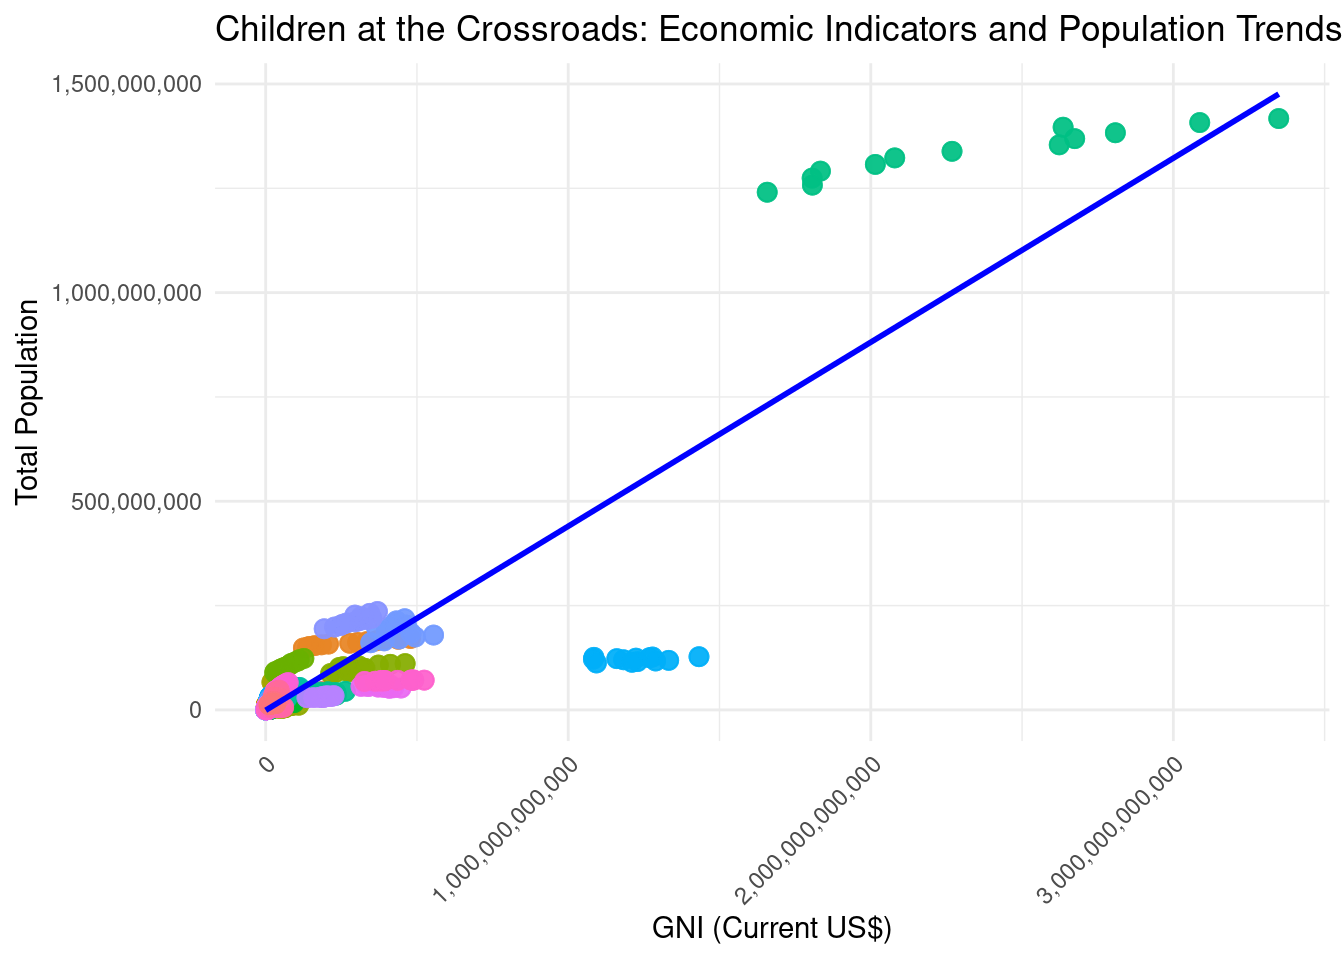 Children at the Crossroads: Economic Indicators and Population Trends
1,500,000,000
1,000,000,000
500,000,000
0
Total Population
0
1,000,000,000,000
2,000,000,000,000
3,000,000,000,000
GNI (Current US$)